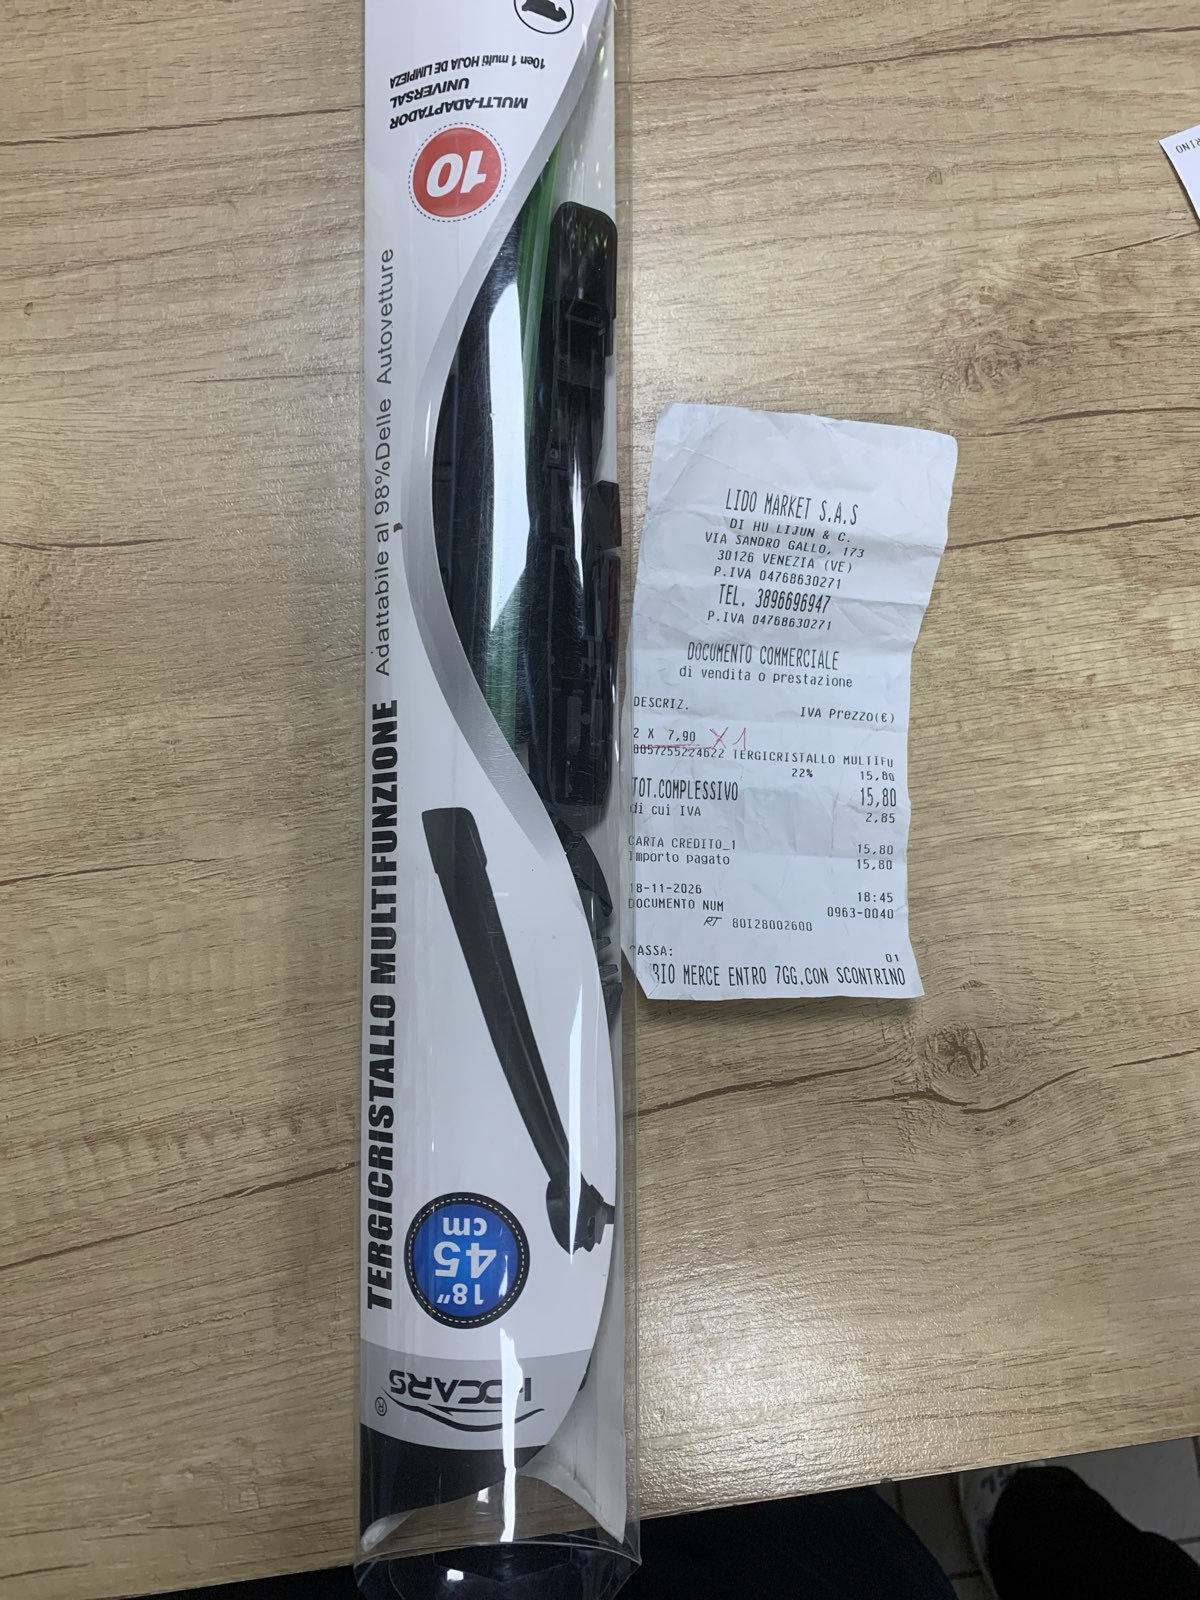 10en 1 multi HOJA DE LIMPIEZA
MULTI-ADAPTADOR
UNIVERSAL
10
TERGICRISTALLO MULTIFUNZIONE Adattabile al 98%Delle Autovetture
18"
45
cm
®
LIDO MARKET S.A.S
DI HU LIJUN & C.
VIA SANDRO GALLO, 173
30126 VENEZIA (VE)
P.IVA 04768630271
TEL. 3896696947
P.IVA 04768630271
DOCUMENTO COMMERCIALE
di vendita o prestazione
DESCRIZ. IVA Prezzo(€)
2 X 7,90 X 1
8057255224622 TERGICRISTALLO MULTIFU
22% 15,80
TOT.COMPLESSIVO 15,80
di cui IVA 2,85
CARTA CREDITO_1 15,80
Importo pagato 15,80
18-11-2026 18:45
DOCUMENTO NUM 0963-0040
RT 80I28002600
CASSA: 01
MERCE ENTRO 7GG.CON SCONTRINO